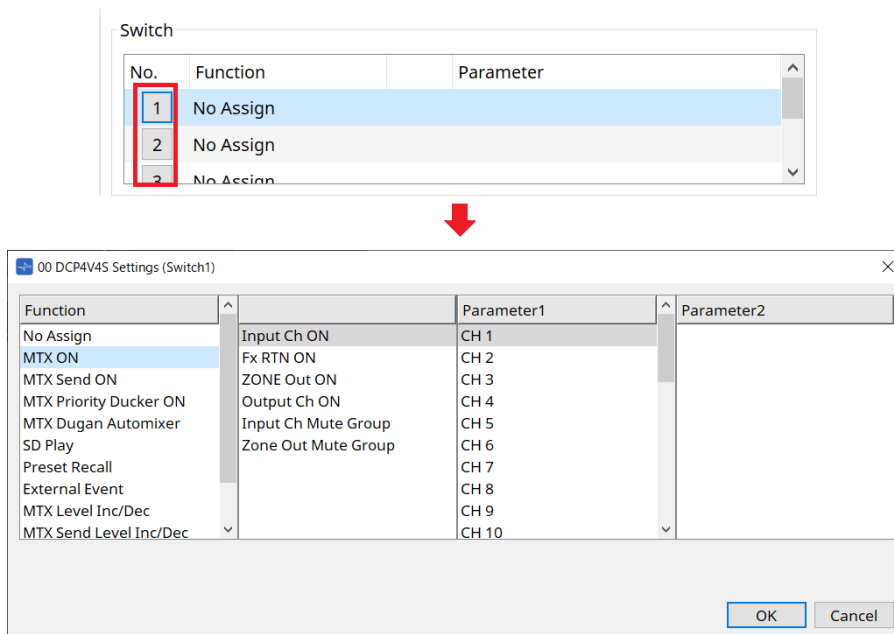 Switch
No. Function Parameter
1 No Assign
2 No Assign
3 No Assign
00 DCP4V4S Settings (Switch1)
Function Parameter1 Parameter2
No Assign Input Ch ON CH 1
MTX ON Fx RTN ON CH 2
MTX Send ON ZONE Out ON CH 3
MTX Priority Ducker ON Output Ch ON CH 4
MTX Dugan Automixer Input Ch Mute Group CH 5
SD Play Zone Out Mute Group CH 6
Preset Recall CH 7
External Event CH 8
MTX Level Inc/Dec CH 9
MTX Send Level Inc/Dec CH 10
OK Cancel